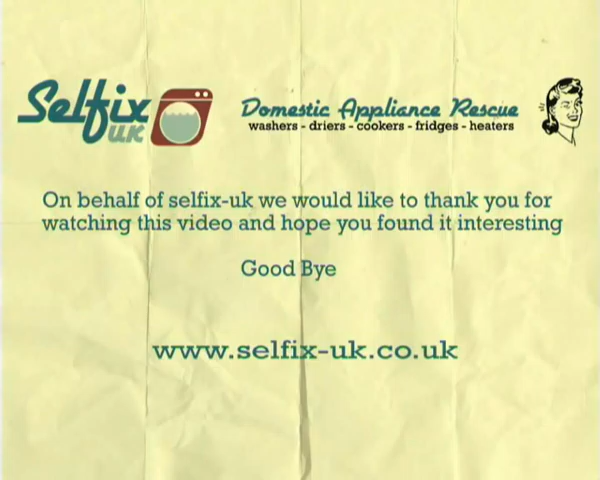 Selfix
UK
Domestic Appliance Rescue
washers - driers - cookers - fridges - heaters
On behalf of selfix-uk we would like to thank you for
watching this video and hope you found it interesting
Good Bye
www.selfix-uk.co.uk